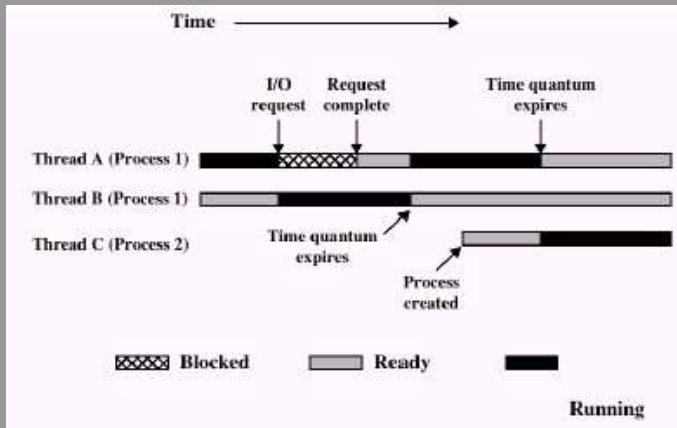 Time
I/O
request
Request
complete
Time quantum
expires
Thread A (Process 1)
Thread B (Process 1)
Time quantum
expires
Thread C (Process 2)
Process
created
Blocked
Ready
Running